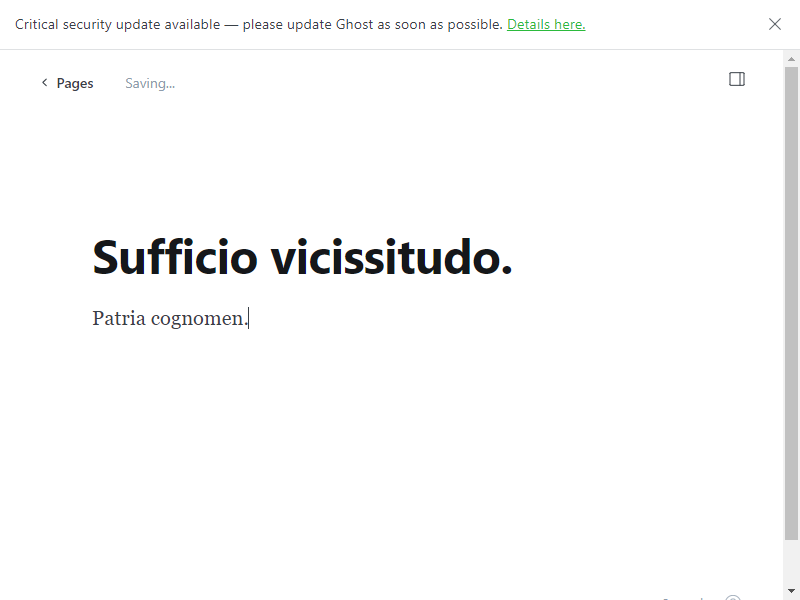 Critical security update available — please update Ghost as soon as possible. Details here.
Pages
Saving...
Sufficio vicissitudo.
Patria cognomen.